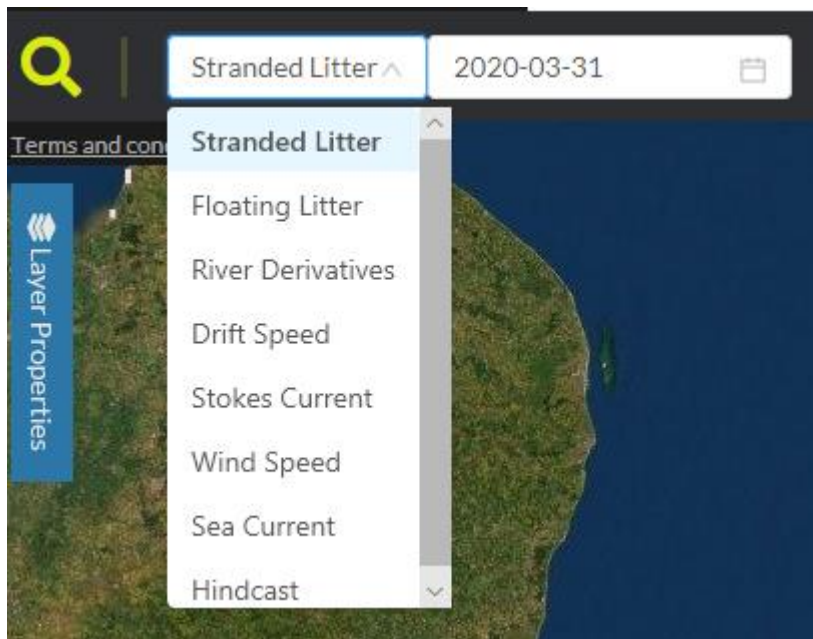 Stranded Litter
2020-03-31
Terms and con
Stranded Litter
Floating Litter
River Derivatives
Drift Speed
Stokes Current
Wind Speed
Sea Current
Hindcast
Layer Properties